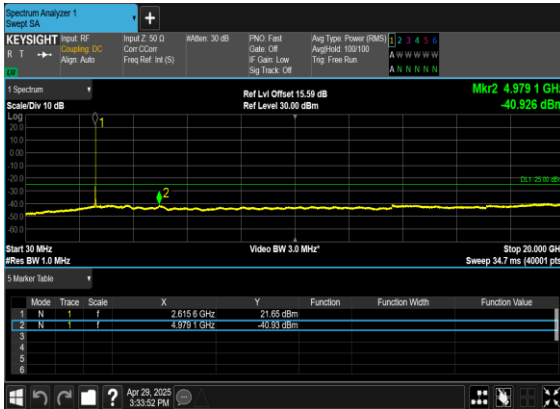 Spectrum Analyzer 1
Swept SA
+
KEYSIGHT Input: RF Input Z: 50 Ω #Atten: 30 dB PNO: Fast Avg Type: Power (RMS) 1 2 3 4 5 6
R T Coupling: DC Corr CCorr Gate: Off Avg|Hold: 100/100 A W W W W W
Align: Auto Freq Ref: Int (S) IF Gain: Low Trig: Free Run
Sig Track: Off A N N N N N
LXI
1 Spectrum Ref Lvl Offset 15.59 dB Mkr2 4.979 1 GHz
Scale/Div 10 dB Ref Level 30.00 dBm -40.926 dBm
Log
1
20.0
10.0
0.00
-10.0
DL1 -25.00 dBm
-20.0
-30.0
2
-40.0
-50.0
-60.0
Start 30 MHz Video BW 3.0 MHz* Stop 20.000 GHz
#Res BW 1.0 MHz Sweep 34.7 ms (40001 pts)
5 Marker Table
Mode Trace Scale X Y Function Function Width Function Value
1 N 1 f 2.615 6 GHz 21.65 dBm
2 N 1 f 4.979 1 GHz -40.93 dBm
3
4
5
6
? Apr 29, 2025
3:33:52 PM